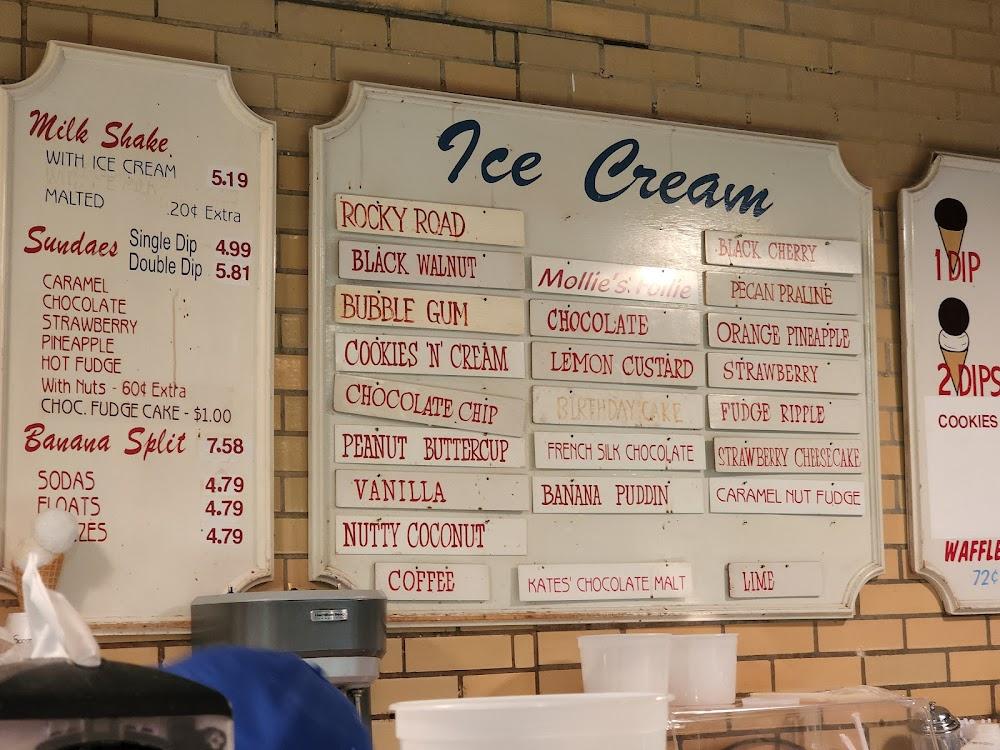 Milk Shake
WITH ICE CREAM 5.19
MALTED .20¢ Extra
Sundaes Single Dip 4.99
Double Dip 5.81
CARAMEL
CHOCOLATE
STRAWBERRY
PINEAPPLE
HOT FUDGE
With Nuts - 60¢ Extra
CHOC. FUDGE CAKE - $1.00
Banana Split 7.58
SODAS 4.79
FLOATS 4.79
4.79
Ice Cream
ROCKY ROAD
BLACK WALNUT
BUBBLE GUM
COOKIES 'N' CREAM
CHOCOLATE CHIP
PEANUT BUTTERCUP
VANILLA
NUTTY COCONUT
COFFEE
Mollie's Follie
CHOCOLATE
LEMON CUSTARD
BIRTHDAY CAKE
FRENCH SILK CHOCOLATE
BANANA PUDDIN
KATES' CHOCOLATE MALT
BLACK CHERRY
PECAN PRALINE
ORANGE PINEAPPLE
STRAWBERRY
FUDGE RIPPLE
STRAWBERRY CHEESECAKE
CARAMEL NUT FUDGE
LIME
1 DIP
2 DIPS
COOKIES
WAFFLE
72¢